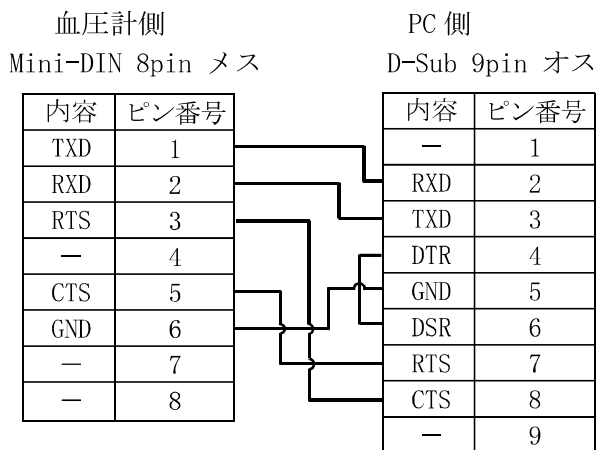 血圧計側
Mini-DIN 8pin メス
内容 ピン番号
TXD 1
RXD 2
RTS 3
— 4
CTS 5
GND 6
— 7
— 8
PC側
D-Sub 9pin オス
内容 ピン番号
— 1
RXD 2
TXD 3
DTR 4
GND 5
DSR 6
RTS 7
CTS 8
— 9